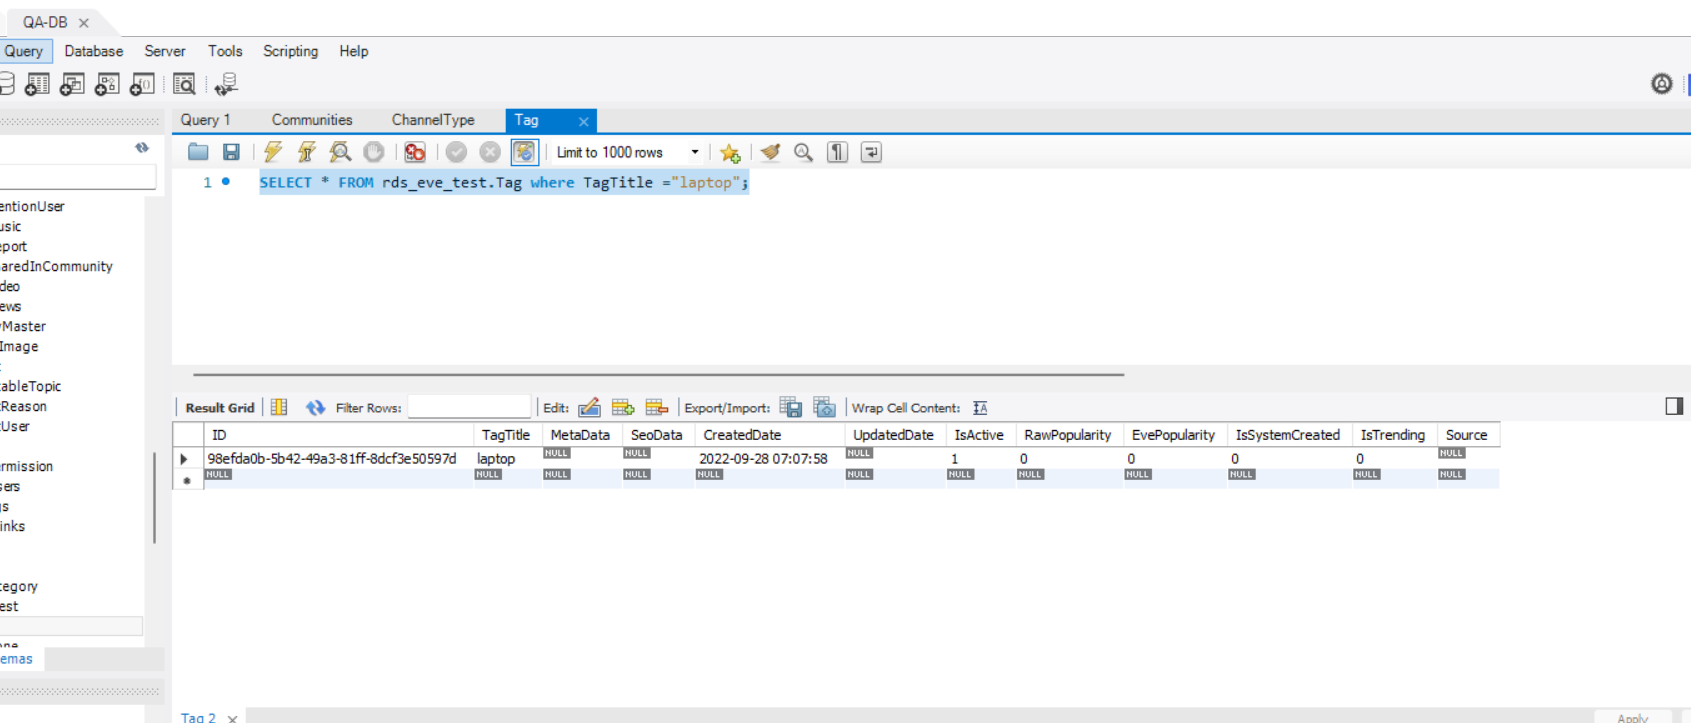 QA-DB
Query Database Server Tools Scripting Help
Query 1 Communities ChannelType Tag
Limit to 1000 rows
1 SELECT * FROM rds_eve_test.Tag where TagTitle ="laptop";
entionUser
usic
eport
aredInCommunity
deo
ews
Master
Image
ableTopic
Reason
User
rmission
sers
gs
inks
tegory
est
emas
Result Grid Filter Rows: Edit: Export/Import: Wrap Cell Content:
ID TagTitle MetaData SeoData CreatedDate UpdatedDate IsActive RawPopularity EvePopularity IsSystemCreated IsTrending Source
98efda0b-5b42-49a3-81ff-8dcf3e50597d laptop NULL NULL 2022-09-28 07:07:58 NULL 1 0 0 0 0 NULL
NULL NULL NULL NULL NULL NULL NULL NULL NULL NULL NULL NULL
Tag 2
Apply